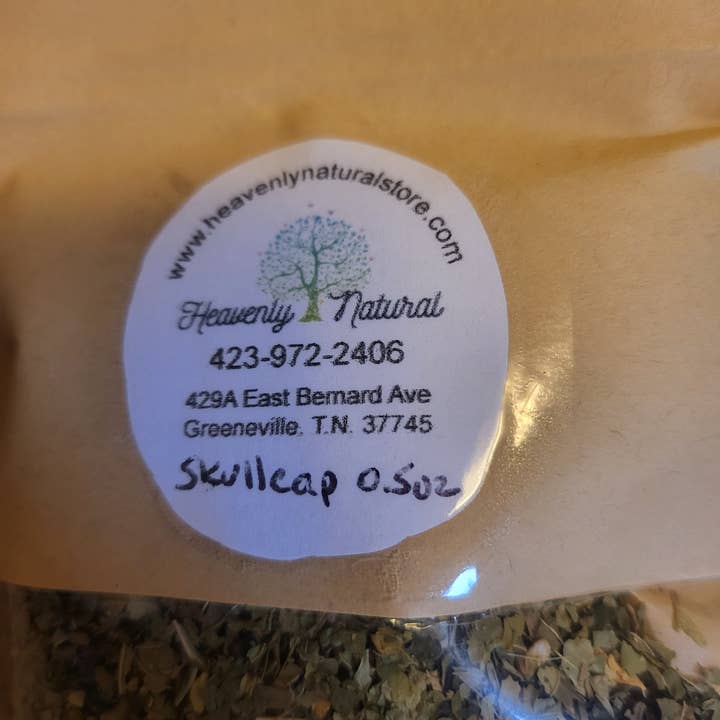 www.heavenlynaturalstore.com
Heavenly Natural
423-972-2406
429A East Bernard Ave
Greeneville, T.N. 37745
Skullcap 0.5oz